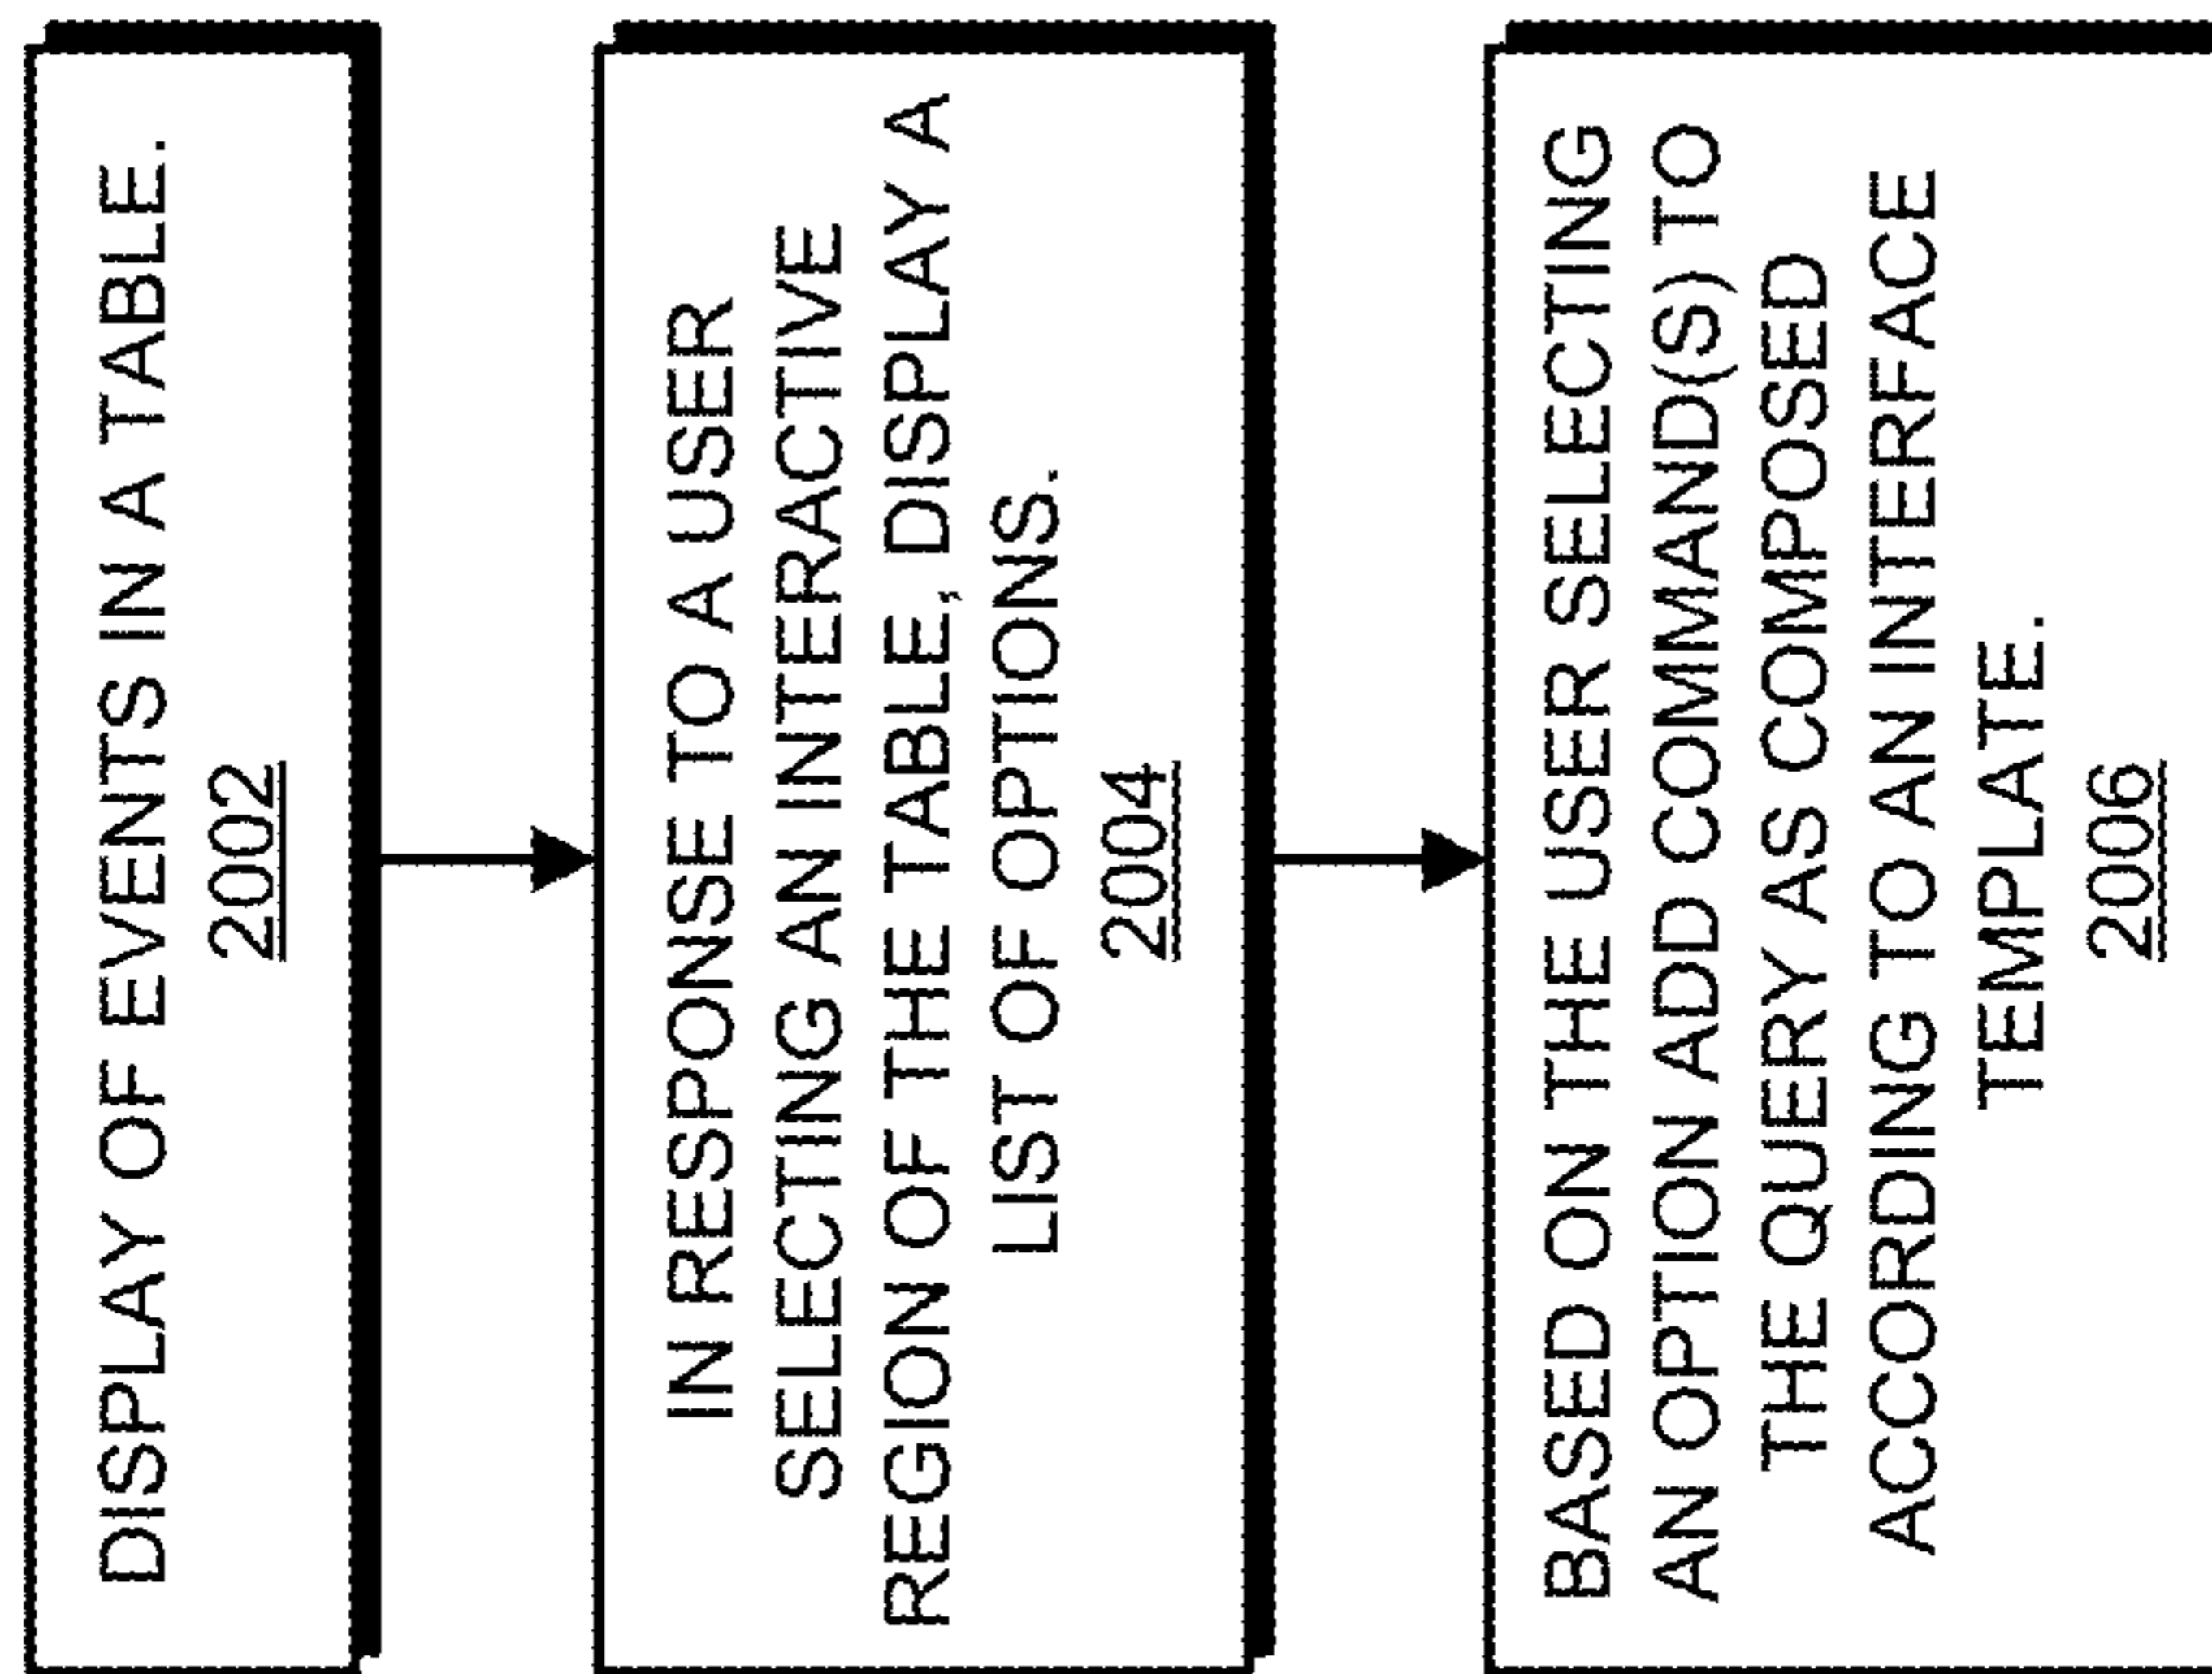 DISPLAY OF EVENTS IN A TABLE.
2002
IN RESPONSE TO A USER
SELECTING AN INTERACTIVE
REGION OF THE TABLE, DISPLAY A
LIST OF OPTIONS.
2004
BASED ON THE USER SELECTING
AN OPTION ADD COMMAND(S) TO
THE QUERY AS COMPOSED
ACCORDING TO AN INTERFACE
TEMPLATE.
2006